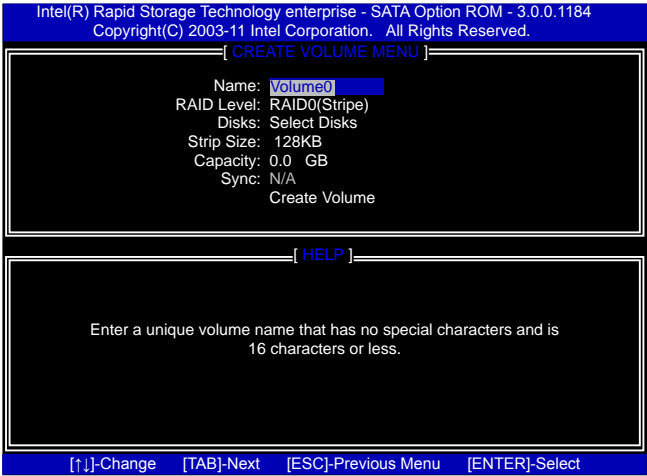 Intel(R) Rapid Storage Technology enterprise - SATA Option ROM - 3.0.0.1184
Copyright(C) 2003-11 Intel Corporation. All Rights Reserved.
[ CREATE VOLUME MENU ]
Name: Volume0
RAID Level: RAID0(Stripe)
Disks: Select Disks
Strip Size: 128KB
Capacity: 0.0 GB
Sync: N/A
Create Volume
[ HELP ]
Enter a unique volume name that has no special characters and is
16 characters or less.
[↑↓]-Change [TAB]-Next [ESC]-Previous Menu [ENTER]-Select